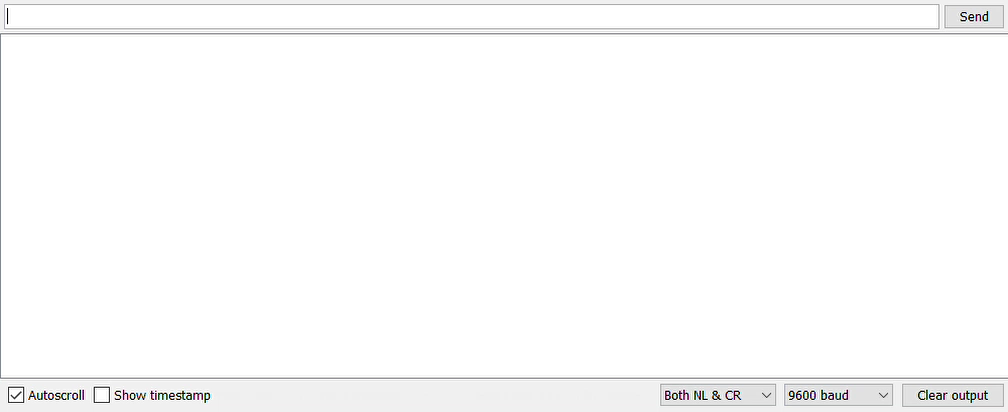 Send
Autoscroll Show timestamp Both NL & CR 9600 baud Clear output